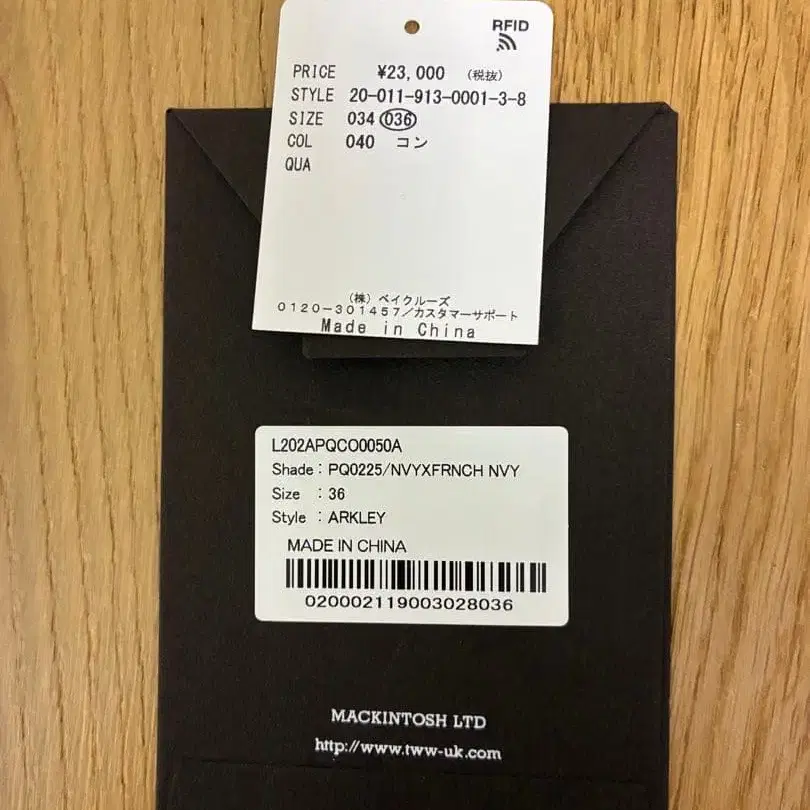 RFID
PRICE ¥23,000 (税抜)
STYLE 20-011-913-0001-3-8
SIZE 034 036
COL 040 コン
QUA
(株)ベイクルーズ
0120-301457/カスタマーサポート
Made in China
L202APQCO0050A
Shade : PQ0225/NVYXFRNCH NVY
Size : 36
Style : ARKLEY
MADE IN CHINA
020002119003028036
MACKINTOSH LTD
http://www.tww-uk.com